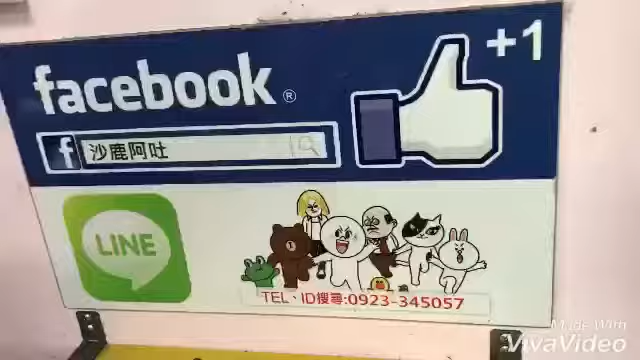 facebook®
+1
f 沙鹿阿吐
LINE
TEL、ID搜尋:0923-345057
Made With
VivaVideo